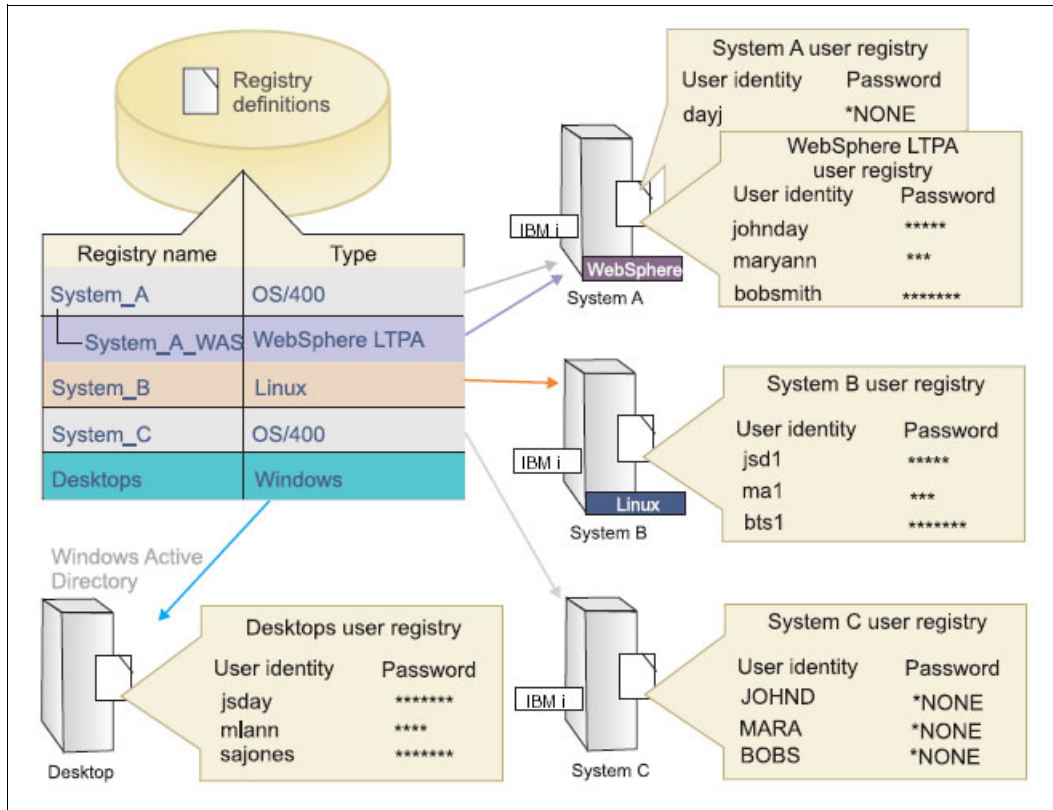 Registry
definitions
Registry name Type
System_A OS/400
System_A_WAS WebSphere LTPA
System_B Linux
System_C OS/400
Desktops Windows
System A user registry
User identity Password
dayj *NONE
WebSphere LTPA
user registry
User identity Password
johnday *****
maryann ***
bobsmith *******
IBM i
WebSphere
System A
System B user registry
User identity Password
jsd1 *****
ma1 ***
bts1 *******
IBM i
Linux
System B
Windows Active
Directory
Desktops user registry
User identity Password
jsday *******
mlann ****
sajones *******
Desktop
System C user registry
User identity Password
JOHND *NONE
MARA *NONE
BOBS *NONE
IBM i
System C